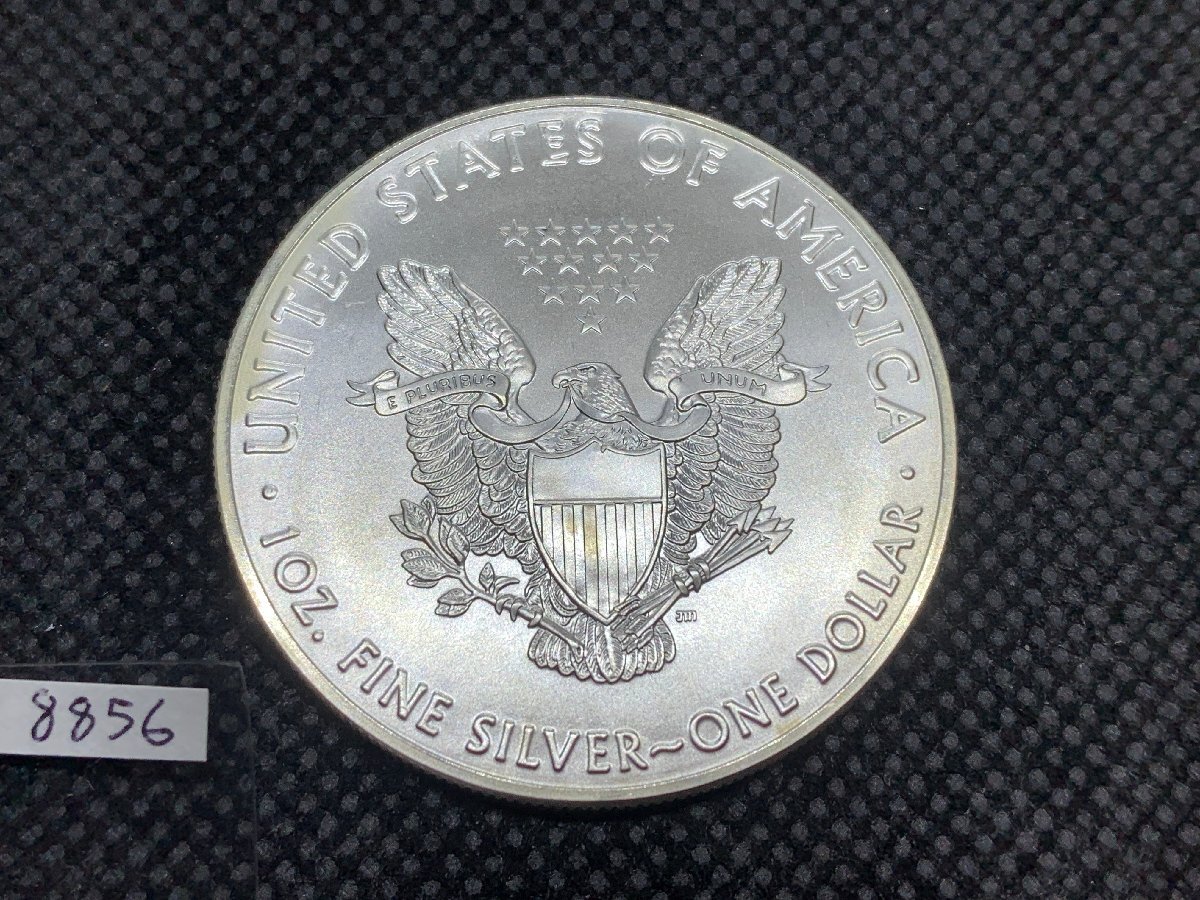 UNITED STATES OF AMERICA
E PLURIBUS UNUM
1 OZ. FINE SILVER~ONE DOLLAR
JM
8856